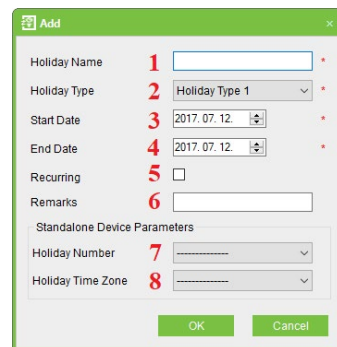 Add
Holiday Name 1 *
Holiday Type 2 Holiday Type 1 *
Start Date 3 2017. 07. 12. *
End Date 4 2017. 07. 12. *
Recurring 5
Remarks 6
Standalone Device Parameters
Holiday Number 7 --------------
Holiday Time Zone 8 --------------
OK Cancel